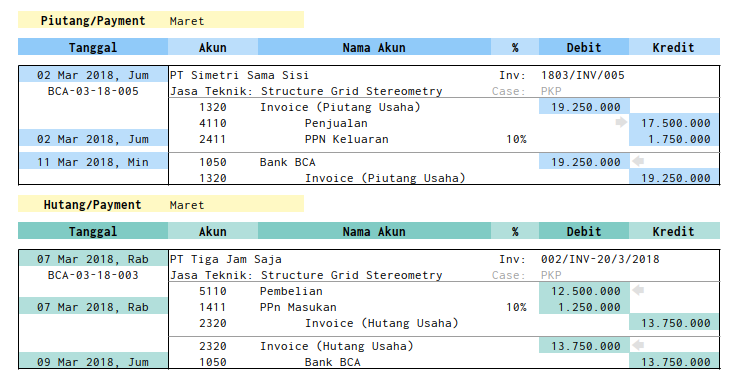 Piutang/Payment Maret
Tanggal Akun Nama Akun % Debit Kredit
02 Mar 2018, Jum PT Simetri Sama Sisi Inv: 1803/INV/005
BCA-03-18-005 Jasa Teknik: Structure Grid Stereometry Case: PKP
1320 Invoice (Piutang Usaha) 19.250.000
4110 Penjualan 17.500.000
02 Mar 2018, Jum 2411 PPN Keluaran 10% 1.750.000
11 Mar 2018, Min 1050 Bank BCA 19.250.000
1320 Invoice (Piutang Usaha) 19.250.000
Hutang/Payment Maret
Tanggal Akun Nama Akun % Debit Kredit
07 Mar 2018, Rab PT Tiga Jam Saja Inv: 002/INV-20/3/2018
BCA-03-18-003 Jasa Teknik: Structure Grid Stereometry Case: PKP
5110 Pembelian 12.500.000
07 Mar 2018, Rab 1411 PPn Masukan 10% 1.250.000
2320 Invoice (Hutang Usaha) 13.750.000
2320 Invoice (Hutang Usaha) 13.750.000
09 Mar 2018, Jum 1050 Bank BCA 13.750.000